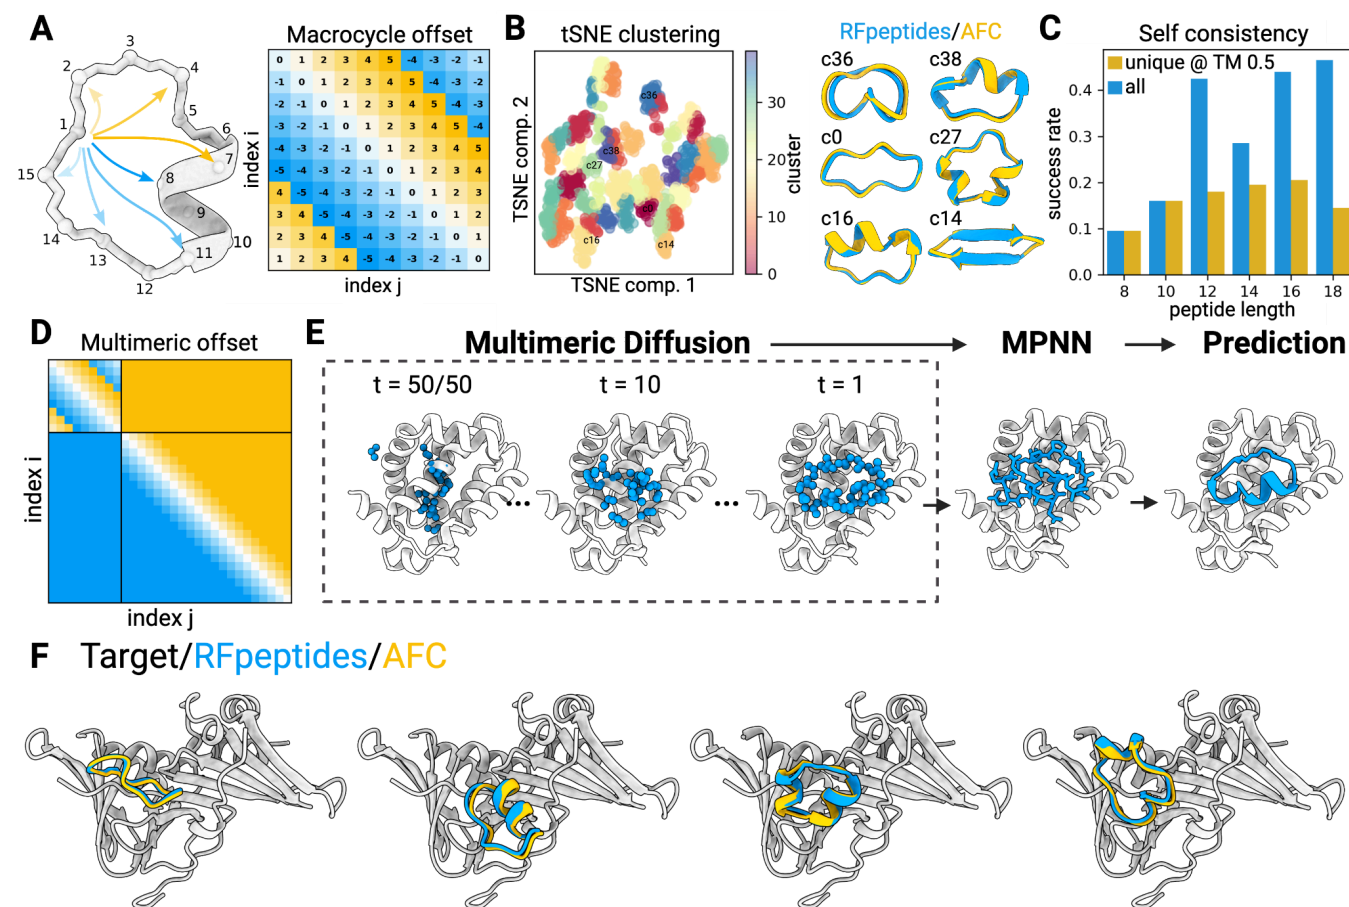 A
3
2
4
5
1
6
7
15
8
9
14
10
11
13
12
Macrocycle offset
0 1 2 3 4 5 -4 -3 -2 -1
-1 0 1 2 3 4 5 -4 -3 -2
-2 -1 0 1 2 3 4 5 -4 -3
-3 -2 -1 0 1 2 3 4 5 -4
-4 -3 -2 -1 0 1 2 3 4 5
-5 -4 -3 -2 -1 0 1 2 3 4
4 -5 -4 -3 -2 -1 0 1 2 3
3 4 -5 -4 -3 -2 -1 0 1 2
2 3 4 -5 -4 -3 -2 -1 0 1
1 2 3 4 -5 -4 -3 -2 -1 0
index i
index j
B
tSNE clustering
TSNE comp. 2
c36
c38
c27
c0
c16
c14
TSNE comp. 1
30
20
10
0
cluster
RFpeptides/AFC
c36
c38
c0
c27
c16
c14
C
Self consistency
unique @ TM 0.5
all
success rate
0.4
0.3
0.2
0.1
0.0
8 10 12 14 16 18
peptide length
D
Multimeric offset
index i
index j
E
Multimeric Diffusion
MPNN
Prediction
t = 50/50
t = 10
t = 1
...
...
F
Target/RFpeptides/AFC